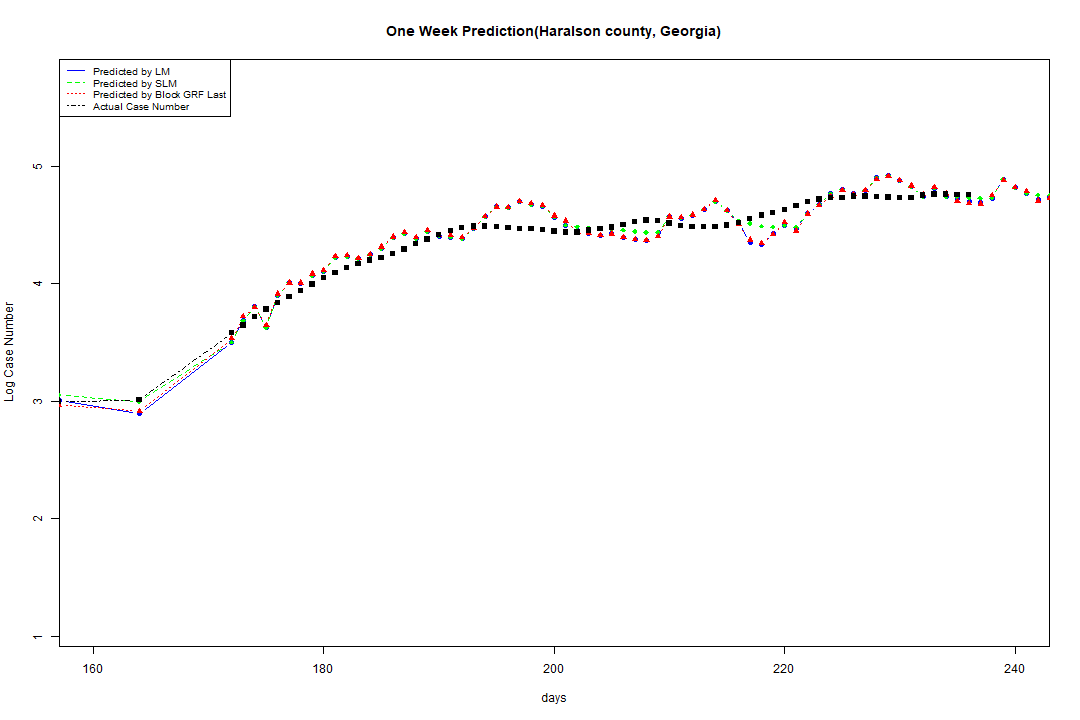 One Week Prediction(Haralson county, Georgia)
Predicted by LM
Predicted by SLM
Predicted by Block GRF Last
Actual Case Number
5
4
3
2
1
Log Case Number
160 180 200 220 240
days